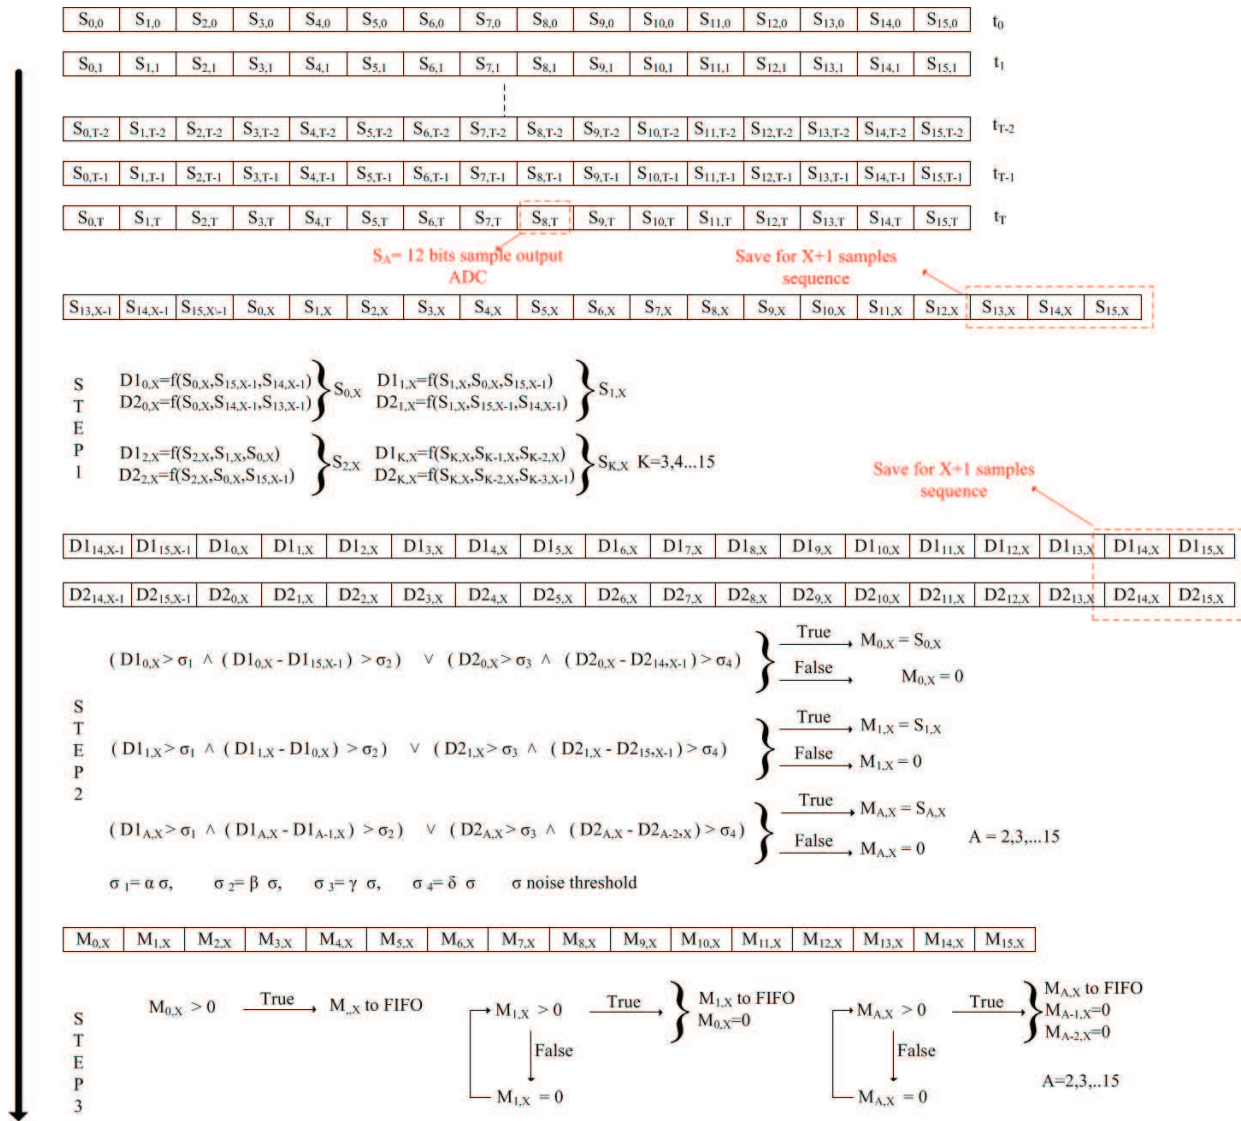 S0,0 S1,0 S2,0 S3,0 S4,0 S5,0 S6,0 S7,0 S8,0 S9,0 S10,0 S11,0 S12,0 S13,0 S14,0 S15,0 t0
S0,1 S1,1 S2,1 S3,1 S4,1 S5,1 S6,1 S7,1 S8,1 S9,1 S10,1 S11,1 S12,1 S13,1 S14,1 S15,1 t1
S0,T-2 S1,T-2 S2,T-2 S3,T-2 S4,T-2 S5,T-2 S6,T-2 S7,T-2 S8,T-2 S9,T-2 S10,T-2 S11,T-2 S12,T-2 S13,T-2 S14,T-2 S15,T-2 tT-2
S0,T-1 S1,T-1 S2,T-1 S3,T-1 S4,T-1 S5,T-1 S6,T-1 S7,T-1 S8,T-1 S9,T-1 S10,T-1 S11,T-1 S12,T-1 S13,T-1 S14,T-1 S15,T-1 tT-1
S0,T S1,T S2,T S3,T S4,T S5,T S6,T S7,T S8,T S9,T S10,T S11,T S12,T S13,T S14,T S15,T tT
SA= 12 bits sample output
ADC
Save for X+1 samples
sequence
S13,X-1 S14,X-1 S15,X\-1 S0,X S1,X S2,X S3,X S4,X S5,X S6,X S7,X S8,X S9,X S10,X S11,X S12,X S13,X S14,X S15,X
STEP1
D10,X=f(S0,X,S15,X-1,S14,X-1)
D20,X=f(S0,X,S14,X-1,S13,X-1)
S0,X
D11,X=f(S1,X,S0,X,S15,X-1)
D21,X=f(S1,X,S15,X-1,S14,X-1)
S1,X
D12,X=f(S2,X,S1,X,S0,X)
D22,X=f(S2,X,S0,X,S15,X-1)
S2,X
D1K,X=f(SK,X,SK-1,X,SK-2,X)
D2K,X=f(SK,X,SK-2,X,SK-3,X-1)
SK,X K=3,4...15
Save for X+1 samples
sequence
D114,X-1 D115,X-1 D10,X D11,X D12,X D13,X D14,X D15,X D16,X D17,X D18,X D19,X D110,X D111,X D112,X D113,X D114,X D115,X
D214,X-1 D215,X-1 D20,X D21,X D22,X D23,X D24,X D25,X D26,X D27,X D28,X D29,X D210,X D211,X D212,X D213,X D214,X D215,X
STEP2
( D10,X > σ1 ∧ ( D10,X - D115,X-1 ) > σ2 ) ∨ ( D20,X > σ3 ∧ ( D20,X - D214,X-1 ) > σ4 )
True M0,X = S0,X
False M0,X = 0
( D11,X > σ1 ∧ ( D11,X - D10,X ) > σ2 ) ∨ ( D21,X > σ3 ∧ ( D21,X - D215,X-1 ) > σ4 )
True M1,X = S1,X
False M1,X = 0
( D1A,X > σ1 ∧ ( D1A,X - D1A-1,X ) > σ2 ) ∨ ( D2A,X > σ3 ∧ ( D2A,X - D2A-2,X ) > σ4 )
True MA,X = SA,X
False MA,X = 0
A = 2,3,...15
σ 1= α σ, σ 2= β σ, σ 3= γ σ, σ 4= δ σ σ noise threshold
M0,X M1,X M2,X M3,X M4,X M5,X M6,X M7,X M8,X M9,X M10,X M11,X M12,X M13,X M14,X M15,X
STEP3
M0,X > 0 True M,,X to FIFO
M1,X > 0 True
M1,X to FIFO
M0,X=0
False
M1,X = 0
MA,X > 0 True
MA,X to FIFO
MA-1,X=0
MA-2,X=0
False
MA,X = 0
A=2,3,..15